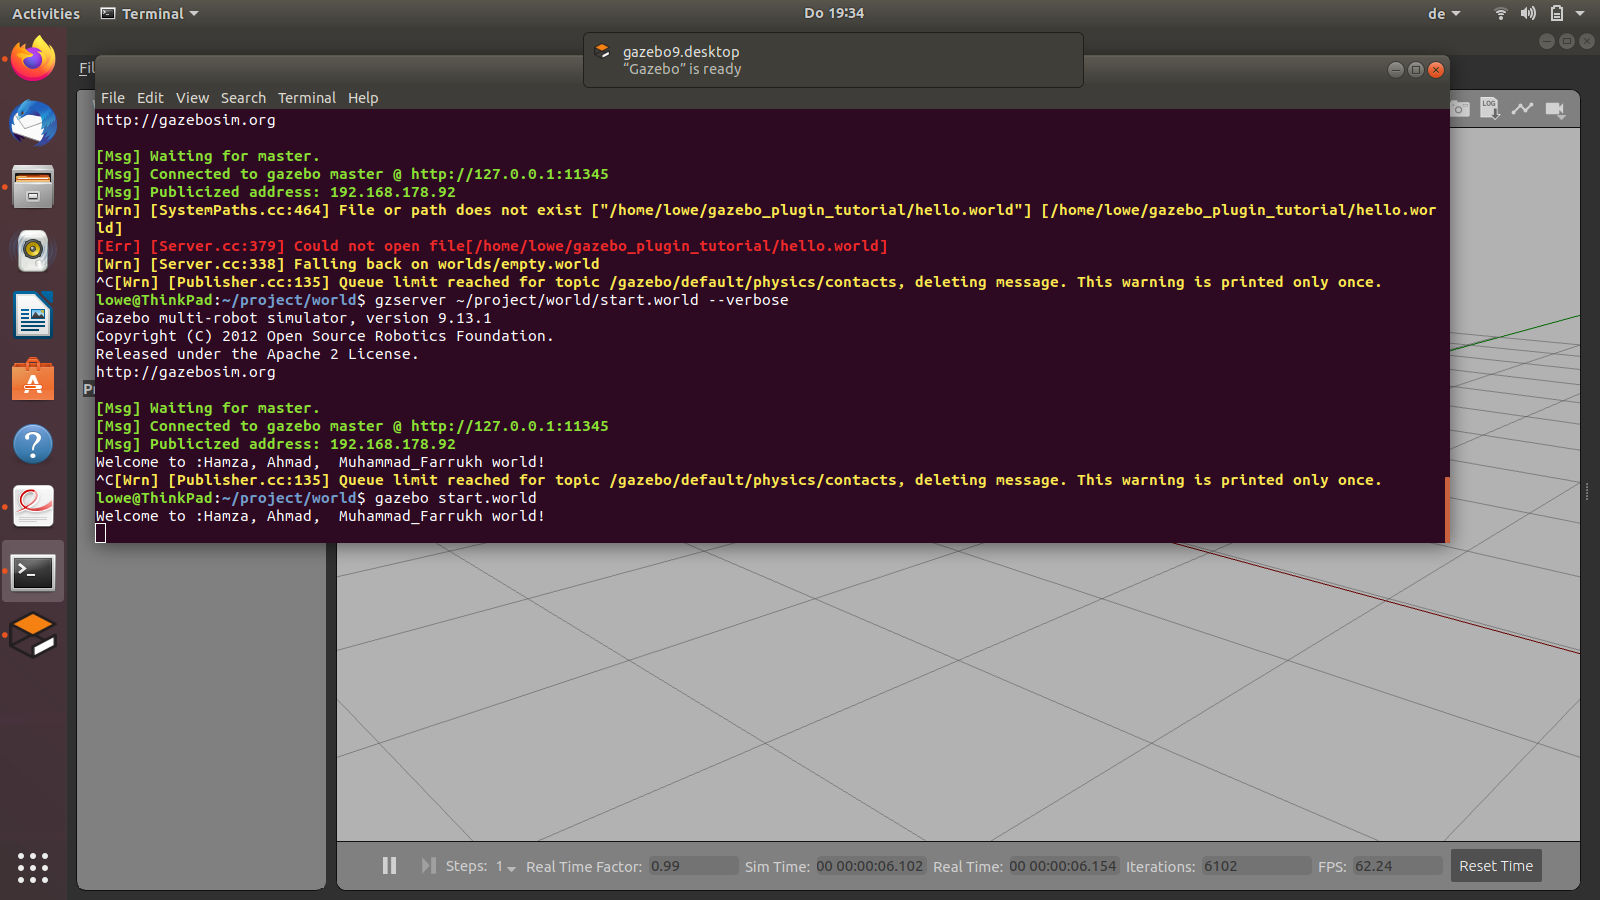 Activities Terminal Do 19:34 de
gazebo9.desktop
“Gazebo” is ready
Fil
File Edit View Search Terminal Help
LOG
http://gazebosim.org
[Msg] Waiting for master.
[Msg] Connected to gazebo master @ http://127.0.0.1:11345
[Msg] Publicized address: 192.168.178.92
[Wrn] [SystemPaths.cc:464] File or path does not exist ["/home/lowe/gazebo_plugin_tutorial/hello.world"] [/home/lowe/gazebo_plugin_tutorial/hello.wor
ld]
[Err] [Server.cc:379] Could not open file[/home/lowe/gazebo_plugin_tutorial/hello.world]
[Wrn] [Server.cc:338] Falling back on worlds/empty.world
^C[Wrn] [Publisher.cc:135] Queue limit reached for topic /gazebo/default/physics/contacts, deleting message. This warning is printed only once.
lowe@ThinkPad:~/project/world$ gzserver ~/project/world/start.world --verbose
Gazebo multi-robot simulator, version 9.13.1
Copyright (C) 2012 Open Source Robotics Foundation.
Released under the Apache 2 License.
http://gazebosim.org
Pr
[Msg] Waiting for master.
[Msg] Connected to gazebo master @ http://127.0.0.1:11345
[Msg] Publicized address: 192.168.178.92
Welcome to :Hamza, Ahmad,  Muhammad_Farrukh world!
^C[Wrn] [Publisher.cc:135] Queue limit reached for topic /gazebo/default/physics/contacts, deleting message. This warning is printed only once.
lowe@ThinkPad:~/project/world$ gazebo start.world
Welcome to :Hamza, Ahmad,  Muhammad_Farrukh world!
Steps: 1 Real Time Factor: 0.99 Sim Time: 00 00:00:06.102 Real Time: 00 00:00:06.154 Iterations: 6102 FPS: 62.24 Reset Time